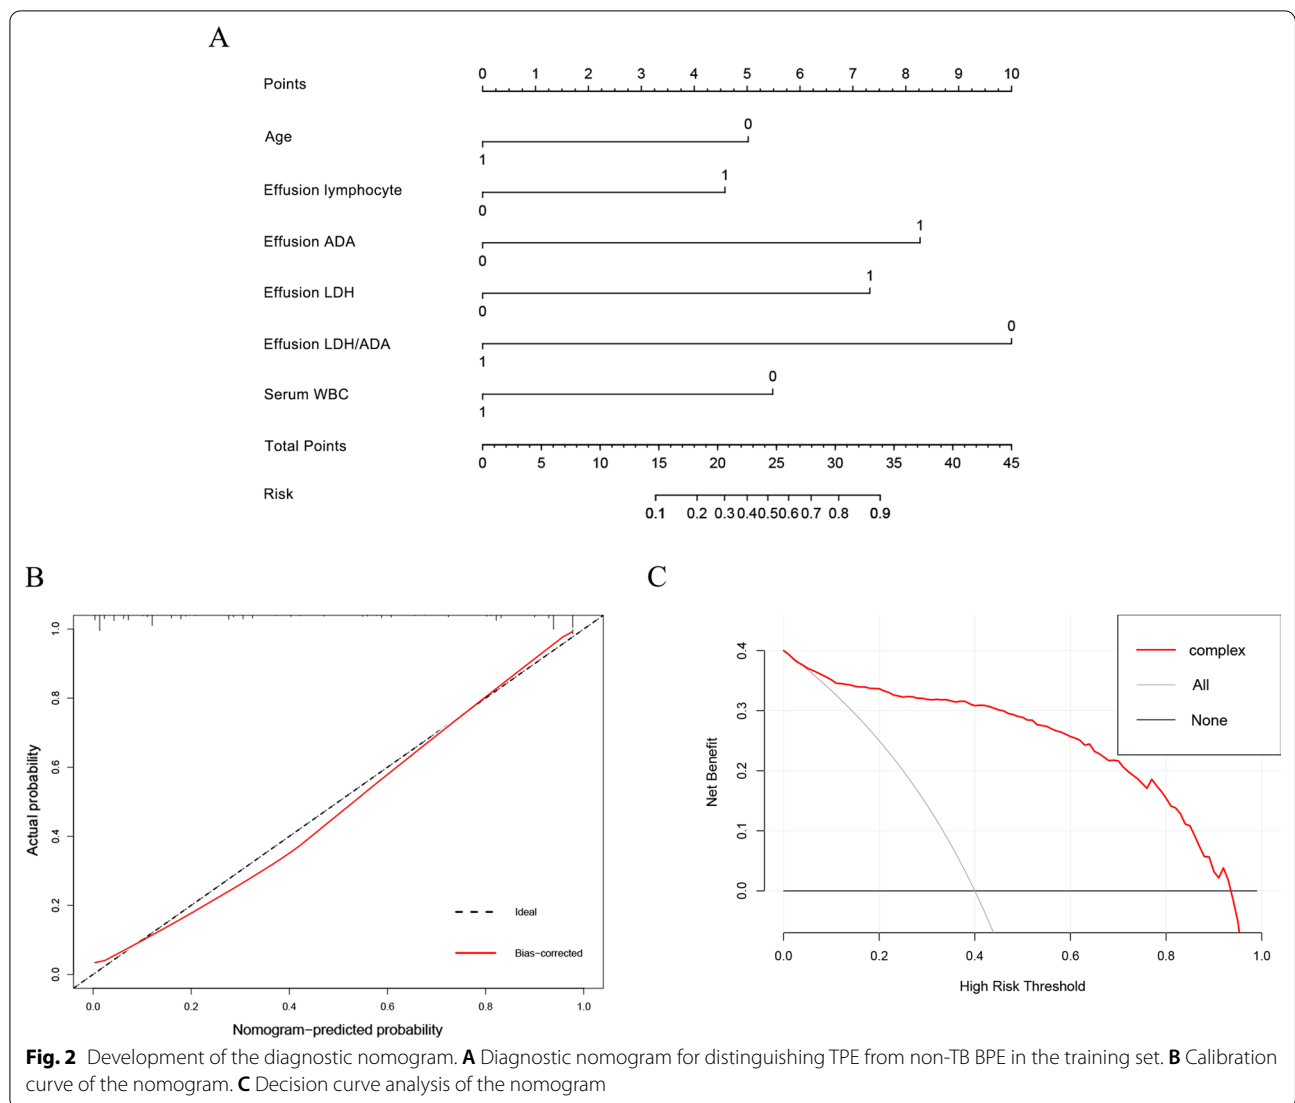 A
Points
0 1 2 3 4 5 6 7 8 9 10
Age
0
1
Effusion lymphocyte
1
0
Effusion ADA
1
0
Effusion LDH
1
0
Effusion LDH/ADA
0
1
Serum WBC
0
1
Total Points
0 5 10 15 20 25 30 35 40 45
Risk
0.1 0.2 0.3 0.4 0.5 0.6 0.7 0.8 0.9
B
Actual probability
1.0
0.8
0.6
0.4
0.2
0.0
Ideal
Bias-corrected
0.0 0.2 0.4 0.6 0.8 1.0
Nomogram-predicted probability
C
Net Benefit
0.4
0.3
0.2
0.1
0.0
complex
All
None
0.0 0.2 0.4 0.6 0.8 1.0
High Risk Threshold
Fig. 2 Development of the diagnostic nomogram. A Diagnostic nomogram for distinguishing TPE from non-TB BPE in the training set. B Calibration
curve of the nomogram. C Decision curve analysis of the nomogram